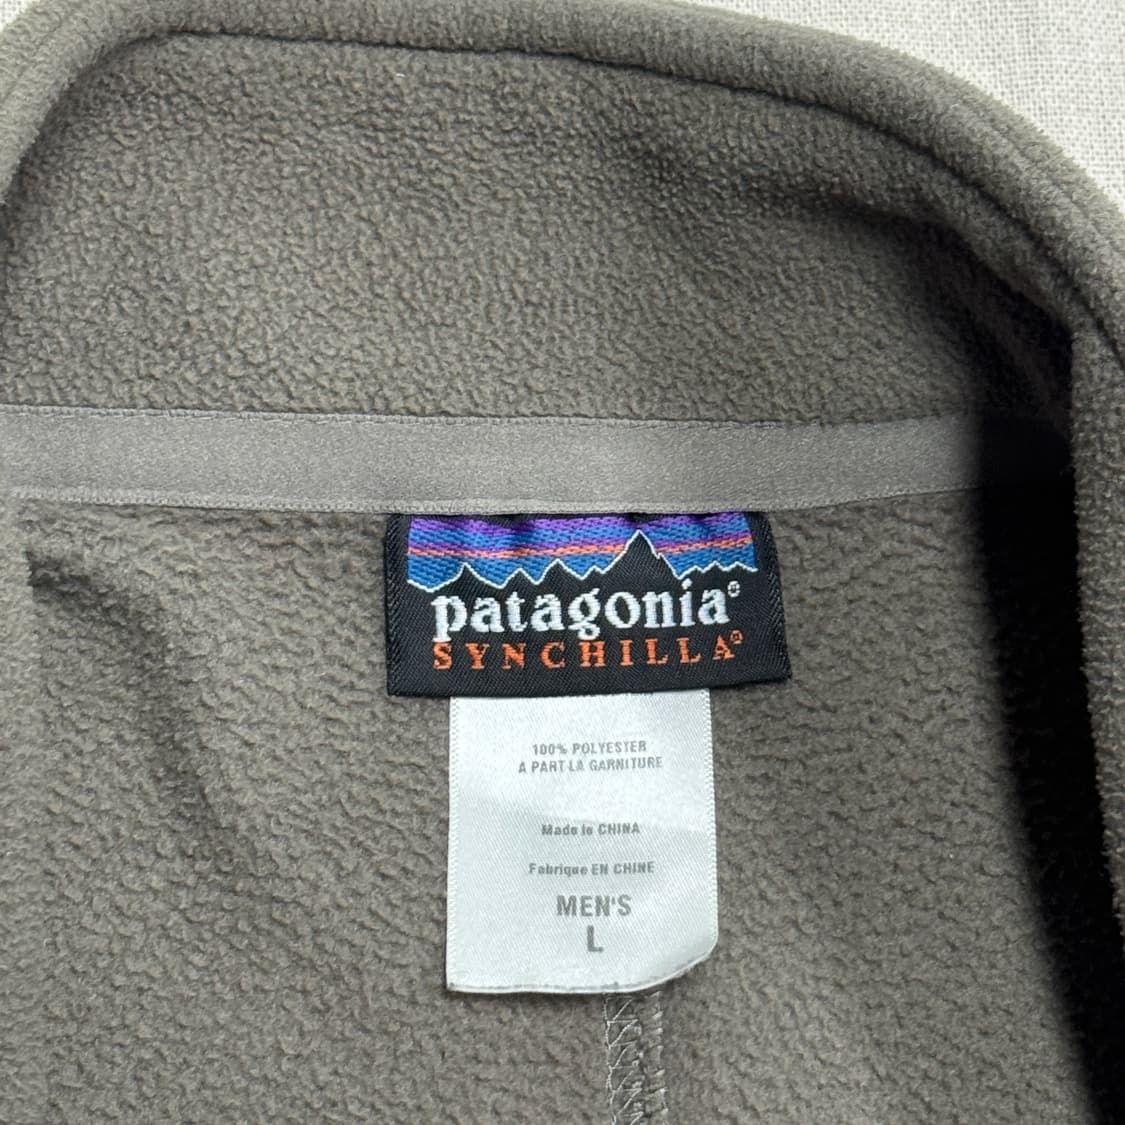 patagonia®
SYNCHILLA®
100% POLYESTER
A PART LA GARNITURE
Made in CHINA
Fabrique EN CHINE
MEN'S
L